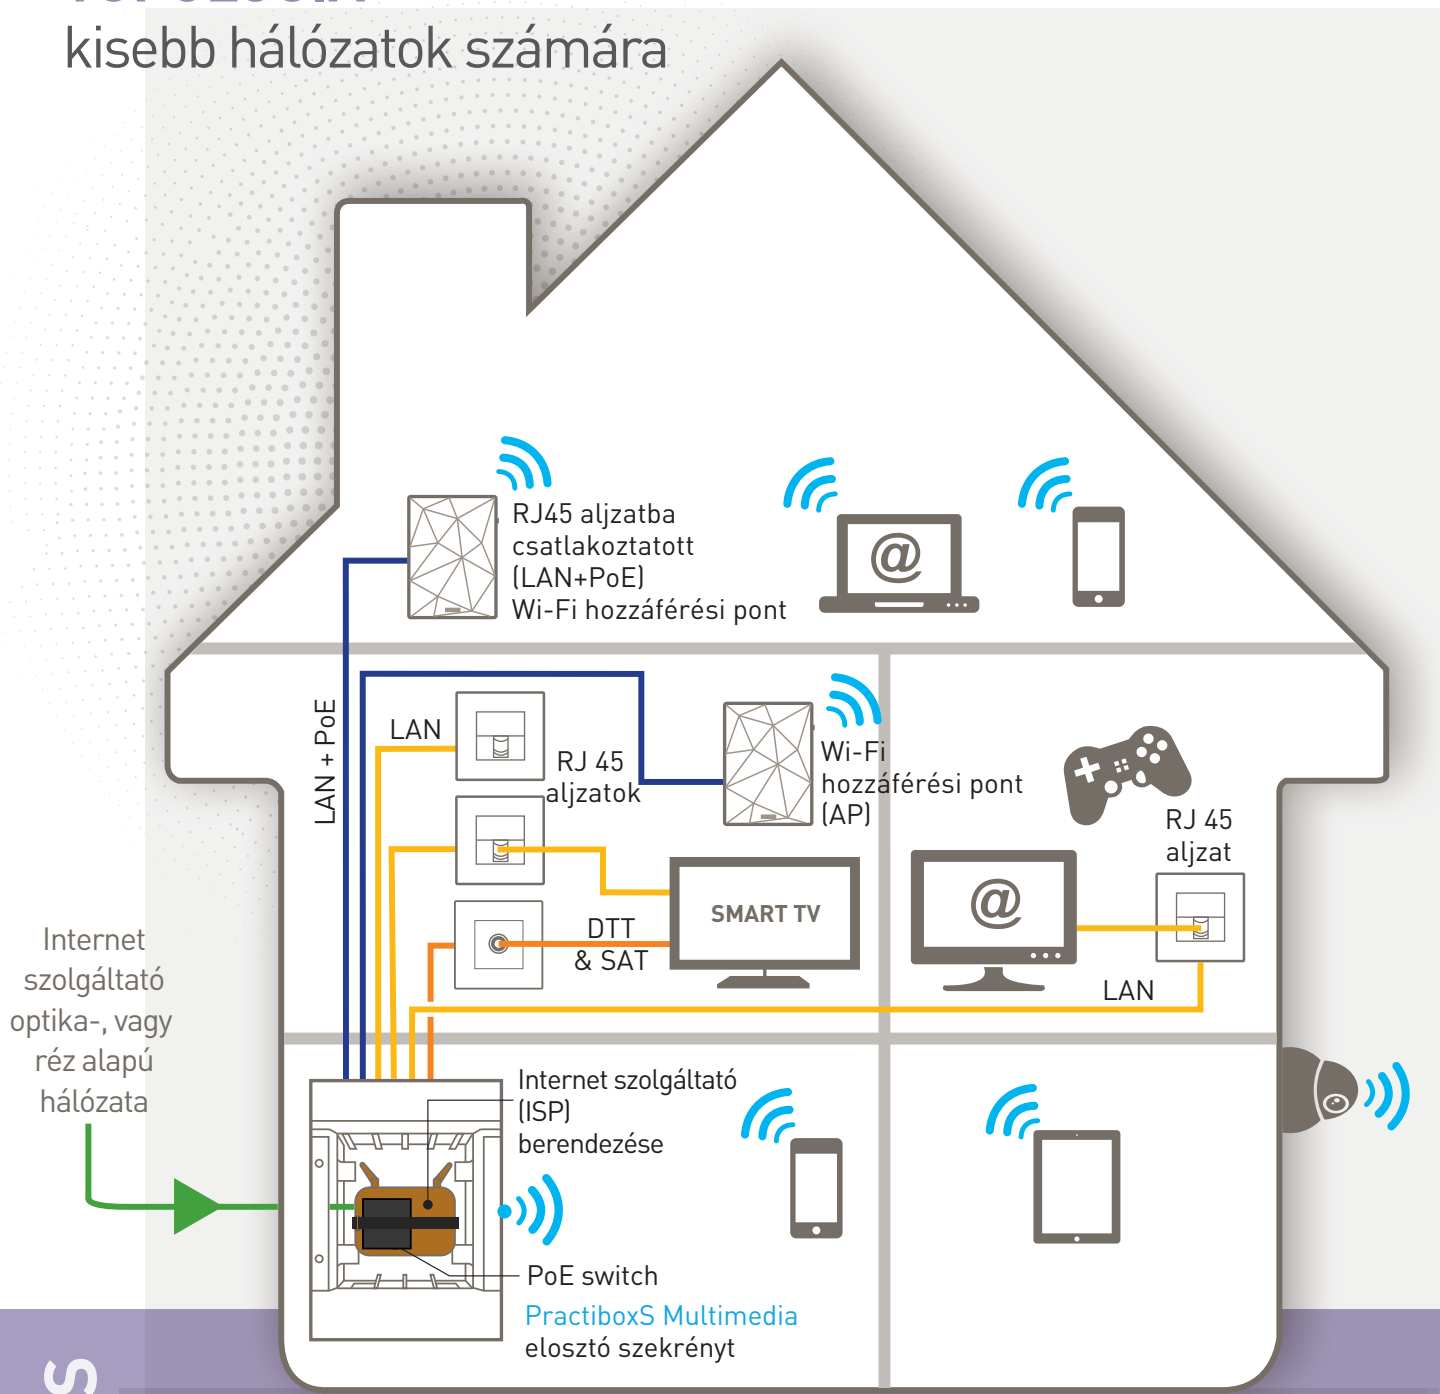 kisebb hálózatok számára
RJ45 aljzatba
csatlakoztatott
(LAN+PoE)
Wi-Fi hozzáférési pont
@
LAN + PoE
LAN
RJ 45
aljzatok
Wi-Fi
hozzáférési pont
(AP)
RJ 45
aljzat
SMART TV
@
DTT
& SAT
LAN
Internet
szolgáltató
optika-, vagy
réz alapú
hálózata
Internet szolgáltató
(ISP)
berendezése
PoE switch
PractiboxS Multimedia
elosztó szekrényt
S